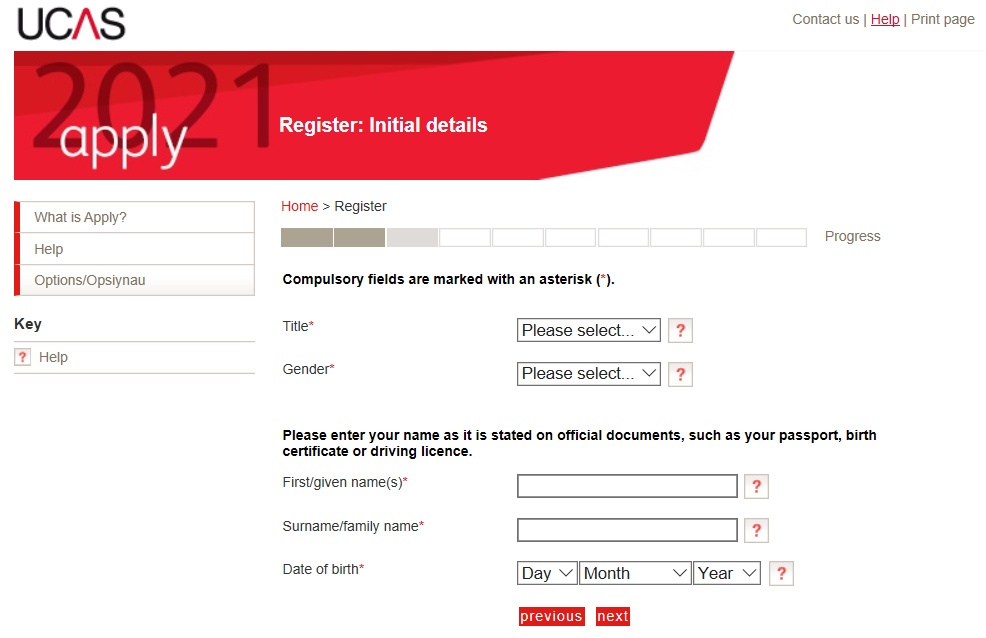 UCAS
Contact us | Help | Print page
2021
apply
Register: Initial details
What is Apply?
Help
Options/Opsiynau
Key
? Help
Home > Register
Progress
Compulsory fields are marked with an asterisk (*).
Title* Please select... ?
Gender* Please select... ?
Please enter your name as it is stated on official documents, such as your passport, birth
certificate or driving licence.
First/given name(s)* ?
Surname/family name* ?
Date of birth* Day Month Year ?
previous next